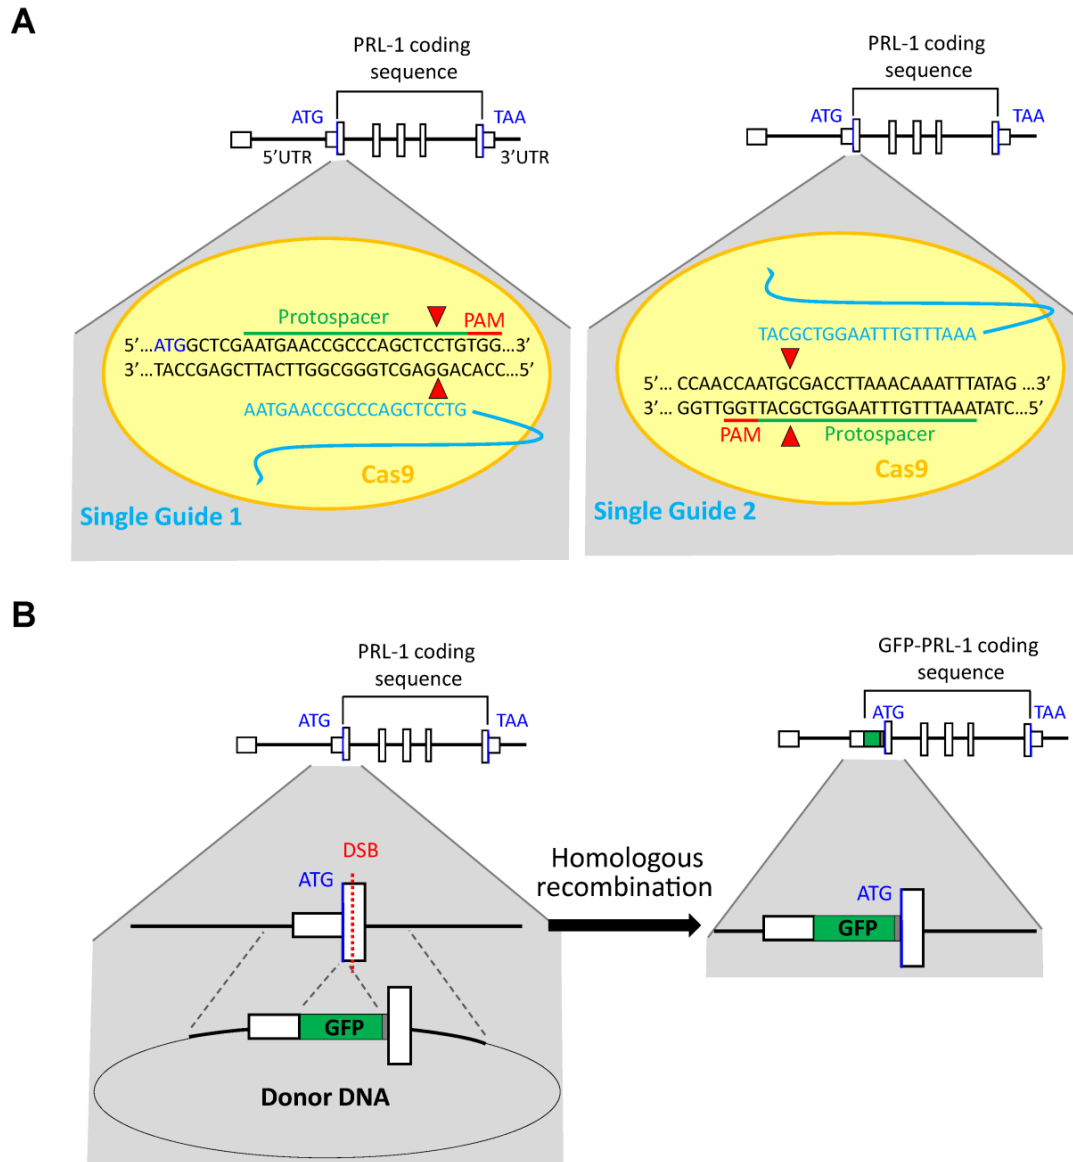 A
PRL-1 coding
sequence
ATG
TAA
5’UTR
3’UTR
Protospacer
PAM
5’...ATGGCTCGAATGAACCGCCCAGCTCCTGTGG...3’
3’...TACCGAGCTTACTTGGCGGGTCGAGGACACC...5’
AATGAACCGCCCAGCTCCTG
Cas9
Single Guide 1
PRL-1 coding
sequence
ATG
TAA
TACGCTGGAATTTGTTTAAA
5’... CCAACCAATGCGACCTTAAACAAATTTATAG ...3’
3’... GGTTGGTTACGCTGGAATTTGTTTAAATATC...5’
PAM
Protospacer
Cas9
Single Guide 2
B
PRL-1 coding
sequence
ATG
TAA
DSB
ATG
GFP
Donor DNA
Homologous
recombination
GFP-PRL-1 coding
sequence
ATG
TAA
ATG
GFP